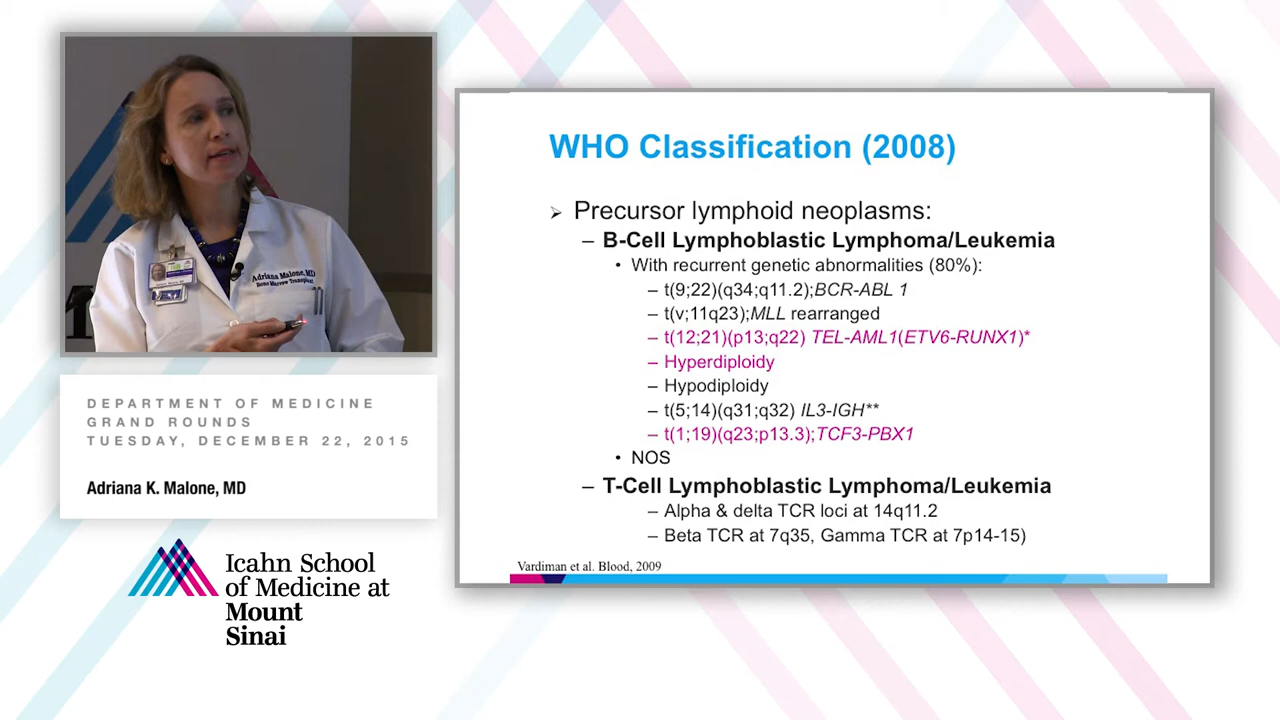 Adriana Malone, MD
Bone Marrow Transplant
DEPARTMENT OF MEDICINE
GRAND ROUNDS
TUESDAY, DECEMBER 22, 2015
Adriana K. Malone, MD
Icahn School
of Medicine at
Mount
Sinai
WHO Classification (2008)
➢ Precursor lymphoid neoplasms:
– B-Cell Lymphoblastic Lymphoma/Leukemia
• With recurrent genetic abnormalities (80%):
– t(9;22)(q34;q11.2);BCR-ABL 1
– t(v;11q23);MLL rearranged
– t(12;21)(p13;q22) TEL-AML1(ETV6-RUNX1)*
– Hyperdiploidy
– Hypodiploidy
– t(5;14)(q31;q32) IL3-IGH**
– t(1;19)(q23;p13.3);TCF3-PBX1
• NOS
– T-Cell Lymphoblastic Lymphoma/Leukemia
– Alpha & delta TCR loci at 14q11.2
– Beta TCR at 7q35, Gamma TCR at 7p14-15)
Vardiman et al. Blood, 2009